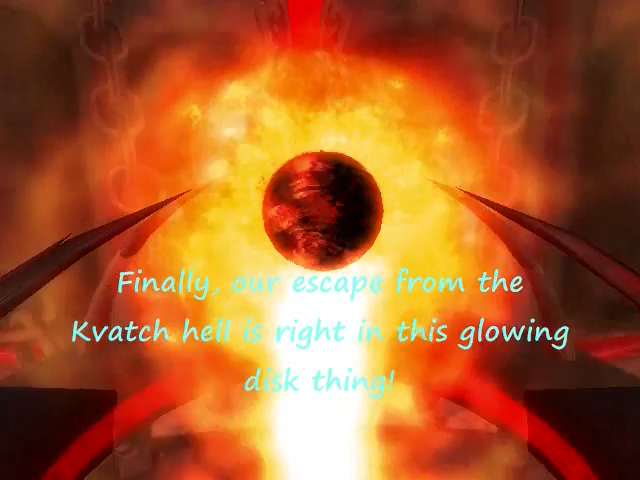 Finally, our escape from the
Kvatch hell is right in this glowing
disk thing!